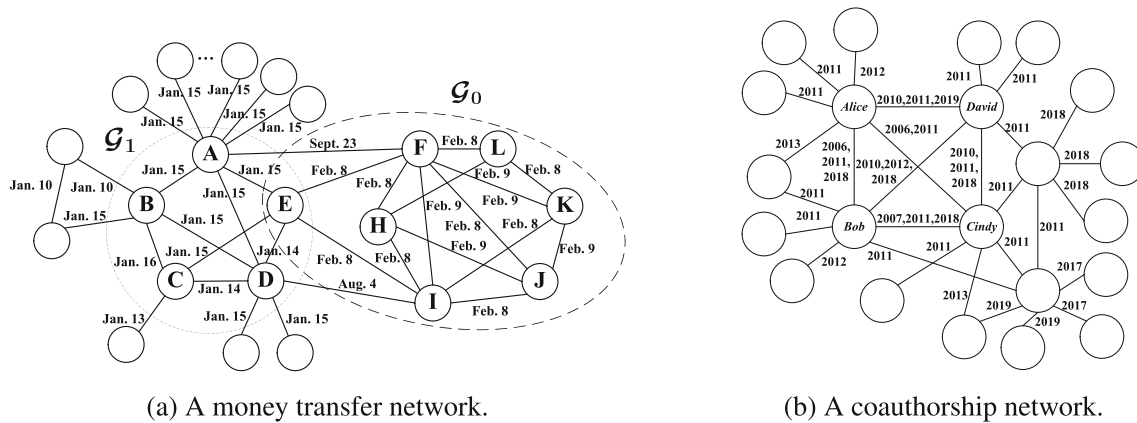 ...
Jan. 15
Jan. 15
Jan. 15
Jan. 15
Jan. 15
𝓖₁
𝓖₀
A
Sept. 23
F
Feb. 8
L
Jan. 10
Jan. 10
Jan. 15
Jan. 15
Feb. 8
Feb. 8
Feb. 9
Feb. 8
B
Jan. 15
Jan. 15
E
Feb. 9
Feb. 9
K
Jan. 15
H
Feb. 8
Feb. 8
Jan. 16
Jan. 15
Jan. 14
Feb. 8
Feb. 8
Feb. 9
Feb. 9
C
Jan. 14
D
Aug. 4
I
J
Jan. 13
Jan. 15
Jan. 15
Feb. 8
(a) A money transfer network.
2011
2012
2011
2011
2011
Alice
2010,2011,2019
David
2018
2013
2006,2011
2011
2006,
2011,
2018
2010,2012,
2018
2010,
2011,
2018
2018
2018
2011
2011
2011
Bob
2007,2011,2018
Cindy
2011
2012
2011
2011
2011
2017
2013
2019
2017
2019
(b) A coauthorship network.